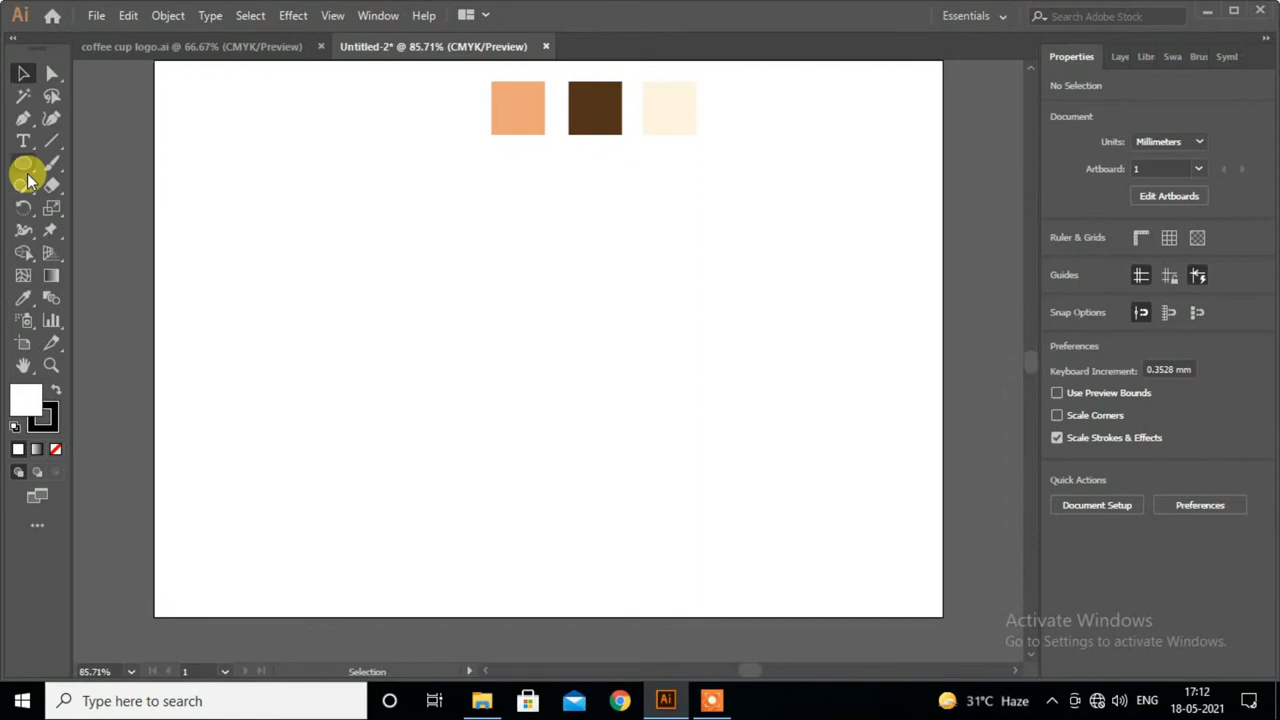 Ai File Edit Object Type Select Effect View Window Help Essentials Search Adobe Stock
coffee cup logo.ai @ 66.67% (CMYK/Preview) × Untitled-2* @ 85.71% (CMYK/Preview) ×
Properties Laye Libr Swa Brus Symb
No Selection
Document
Units: Millimeters
Artboard: 1
Edit Artboards
Ruler & Grids
Guides
Snap Options
Preferences
Keyboard Increment: 0.3528 mm
Use Preview Bounds
Scale Corners
Scale Strokes & Effects
Quick Actions
Document Setup Preferences
Activate Windows
Go to Settings to activate Windows.
85.71% 1 Selection
Type here to search Ai 31°C Haze ENG 17:12
18-05-2021